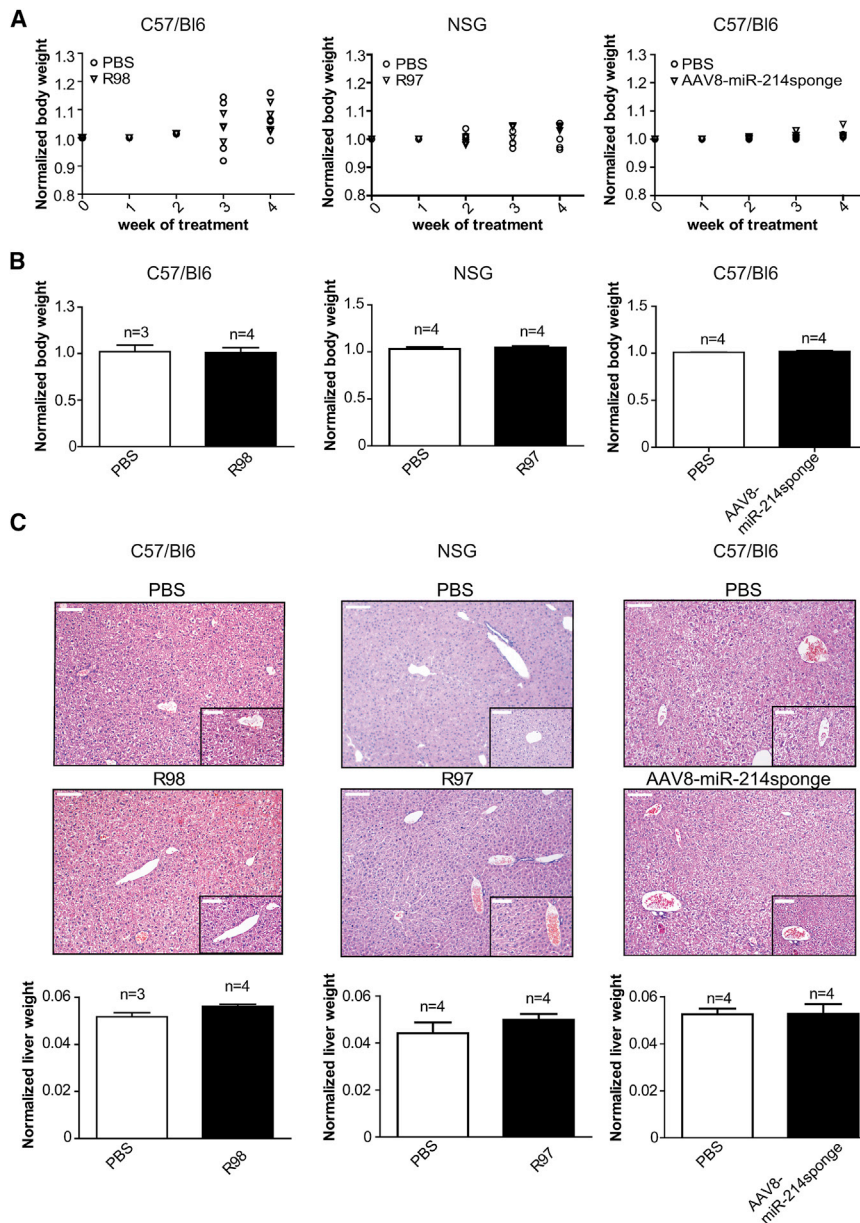 A
C57/Bl6
NSG
C57/Bl6
Normalized body weight
1.3
1.2
1.1
1.0
0.9
0.8
PBS
R98
0 1 2 3 4
week of treatment
Normalized body weight
1.3
1.2
1.1
1.0
0.9
0.8
PBS
R97
0 1 2 3 4
week of treatment
Normalized body weight
1.3
1.2
1.1
1.0
0.9
0.8
PBS
AAV8-miR-214sponge
0 1 2 3 4
week of treatment
B
C57/Bl6
NSG
C57/Bl6
Normalized body weight
1.3
1.0
0.5
0
n=3
n=4
PBS
R98
Normalized body weight
1.5
1.0
0.5
0
n=4
n=4
PBS
R97
Normalized body weight
1.3
1.0
0.5
0
n=4
n=4
PBS
AAV8-
miR-214sponge
C
C57/Bl6
NSG
C57/Bl6
PBS
PBS
PBS
R98
R97
AAV8-miR-214sponge
Normalized liver weight
0.06
0.04
0.02
0
n=3
n=4
PBS
R98
Normalized liver weight
0.06
0.04
0.02
0
n=4
n=4
PBS
R97
Normalized liver weight
0.06
0.04
0.02
0
n=4
n=4
PBS
AAV8-
miR-214sponge